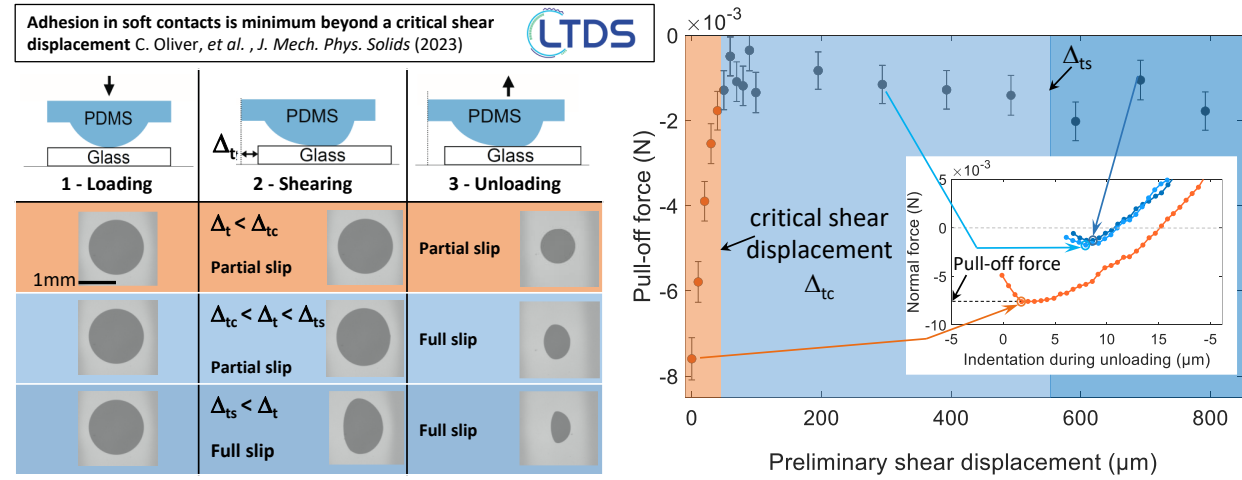 Adhesion in soft contacts is minimum beyond a critical shear
displacement C. Oliver, et al. , J. Mech. Phys. Solids (2023)
LTDS
PDMS
Glass
1 - Loading
PDMS
Δt
Glass
2 - Shearing
PDMS
Glass
3 - Unloading
1mm
Δt < Δtc
Partial slip
Partial slip
Δtc < Δt < Δts
Partial slip
Full slip
Δts < Δt
Full slip
Full slip
×10⁻³
0
-2
-4
-6
-8
Pull-off force (N)
0
200
400
600
800
Preliminary shear displacement (μm)
Δts
critical shear
displacement
Δtc
×10⁻³
5
0
-5
-10
Normal force (N)
Pull-off force
-5
0
5
10
15
-5
Indentation during unloading (μm)